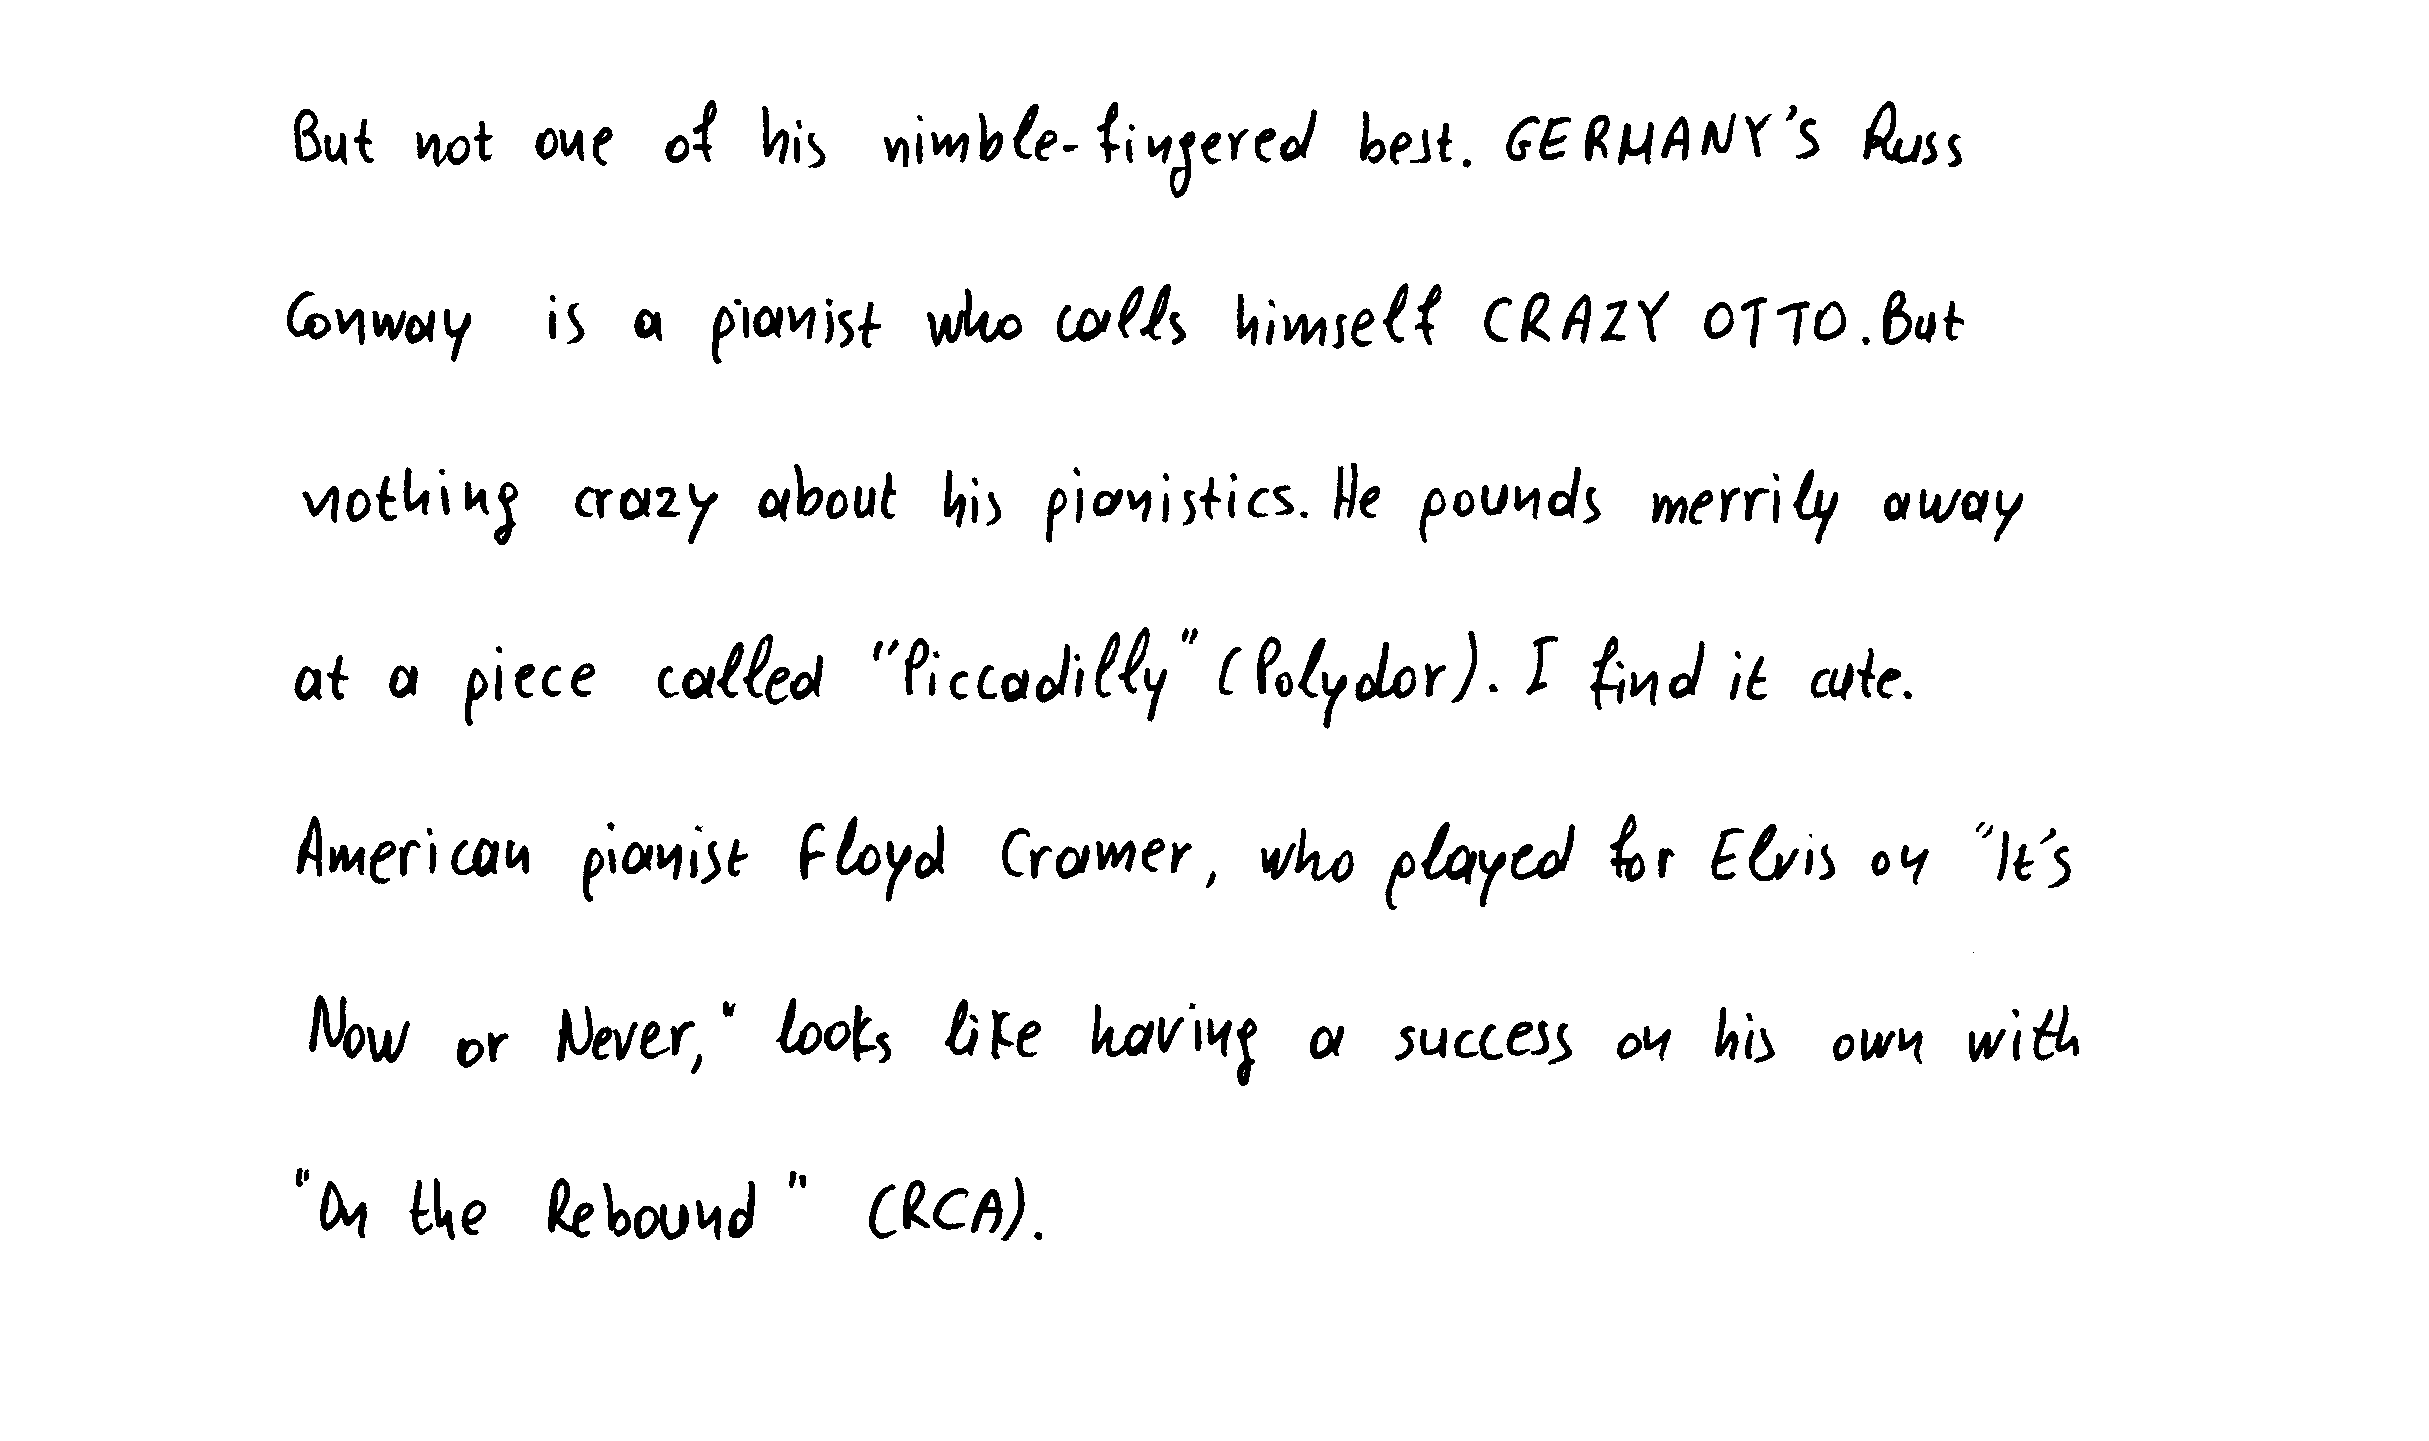 But not one of his nimble-fingered best. GERMANY'S Russ
Conway is a pianist who calls himself CRAZY OTTO. But
nothing crazy about his pianistics. He pounds merrily away
at a piece called "Piccadilly" (Polydor). I find it cute.
American pianist Floyd Cramer, who played for Elvis on "It's
Now or Never," looks like having a success on his own with
"On the Rebound" (RCA).